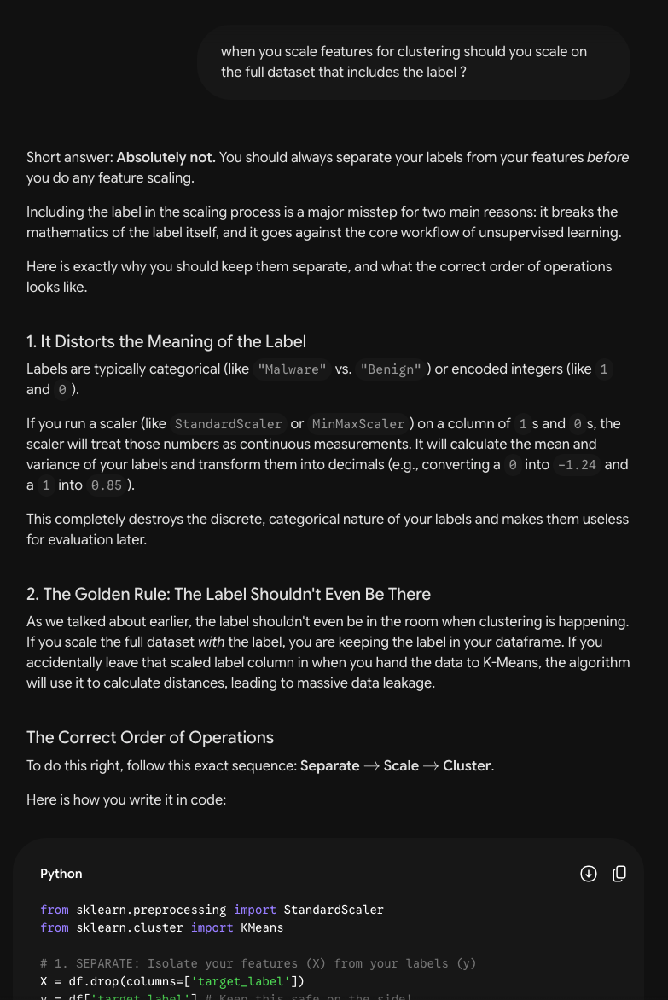 when you scale features for clustering should you scale on
the full dataset that includes the label ?
Short answer: Absolutely not. You should always separate your labels from your features before
you do any feature scaling.
Including the label in the scaling process is a major misstep for two main reasons: it breaks the
mathematics of the label itself, and it goes against the core workflow of unsupervised learning.
Here is exactly why you should keep them separate, and what the correct order of operations
looks like.
1. It Distorts the Meaning of the Label
Labels are typically categorical (like "Malware" vs. "Benign" ) or encoded integers (like 1
and 0 ).
If you run a scaler (like StandardScaler or MinMaxScaler ) on a column of 1 s and 0 s, the
scaler will treat those numbers as continuous measurements. It will calculate the mean and
variance of your labels and transform them into decimals (e.g., converting a 0 into -1.24 and
a 1 into 0.85 ).
This completely destroys the discrete, categorical nature of your labels and makes them useless
for evaluation later.
2. The Golden Rule: The Label Shouldn't Even Be There
As we talked about earlier, the label shouldn't even be in the room when clustering is happening.
If you scale the full dataset with the label, you are keeping the label in your dataframe. If you
accidentally leave that scaled label column in when you hand the data to K-Means, the algorithm
will use it to calculate distances, leading to massive data leakage.
The Correct Order of Operations
To do this right, follow this exact sequence: Separate → Scale → Cluster.
Here is how you write it in code:
Python
from sklearn.preprocessing import StandardScaler
from sklearn.cluster import KMeans
# 1. SEPARATE: Isolate your features (X) from your labels (y)
X = df.drop(columns=['target_label'])
y = df['target_label'] # Keep this safe on the side!